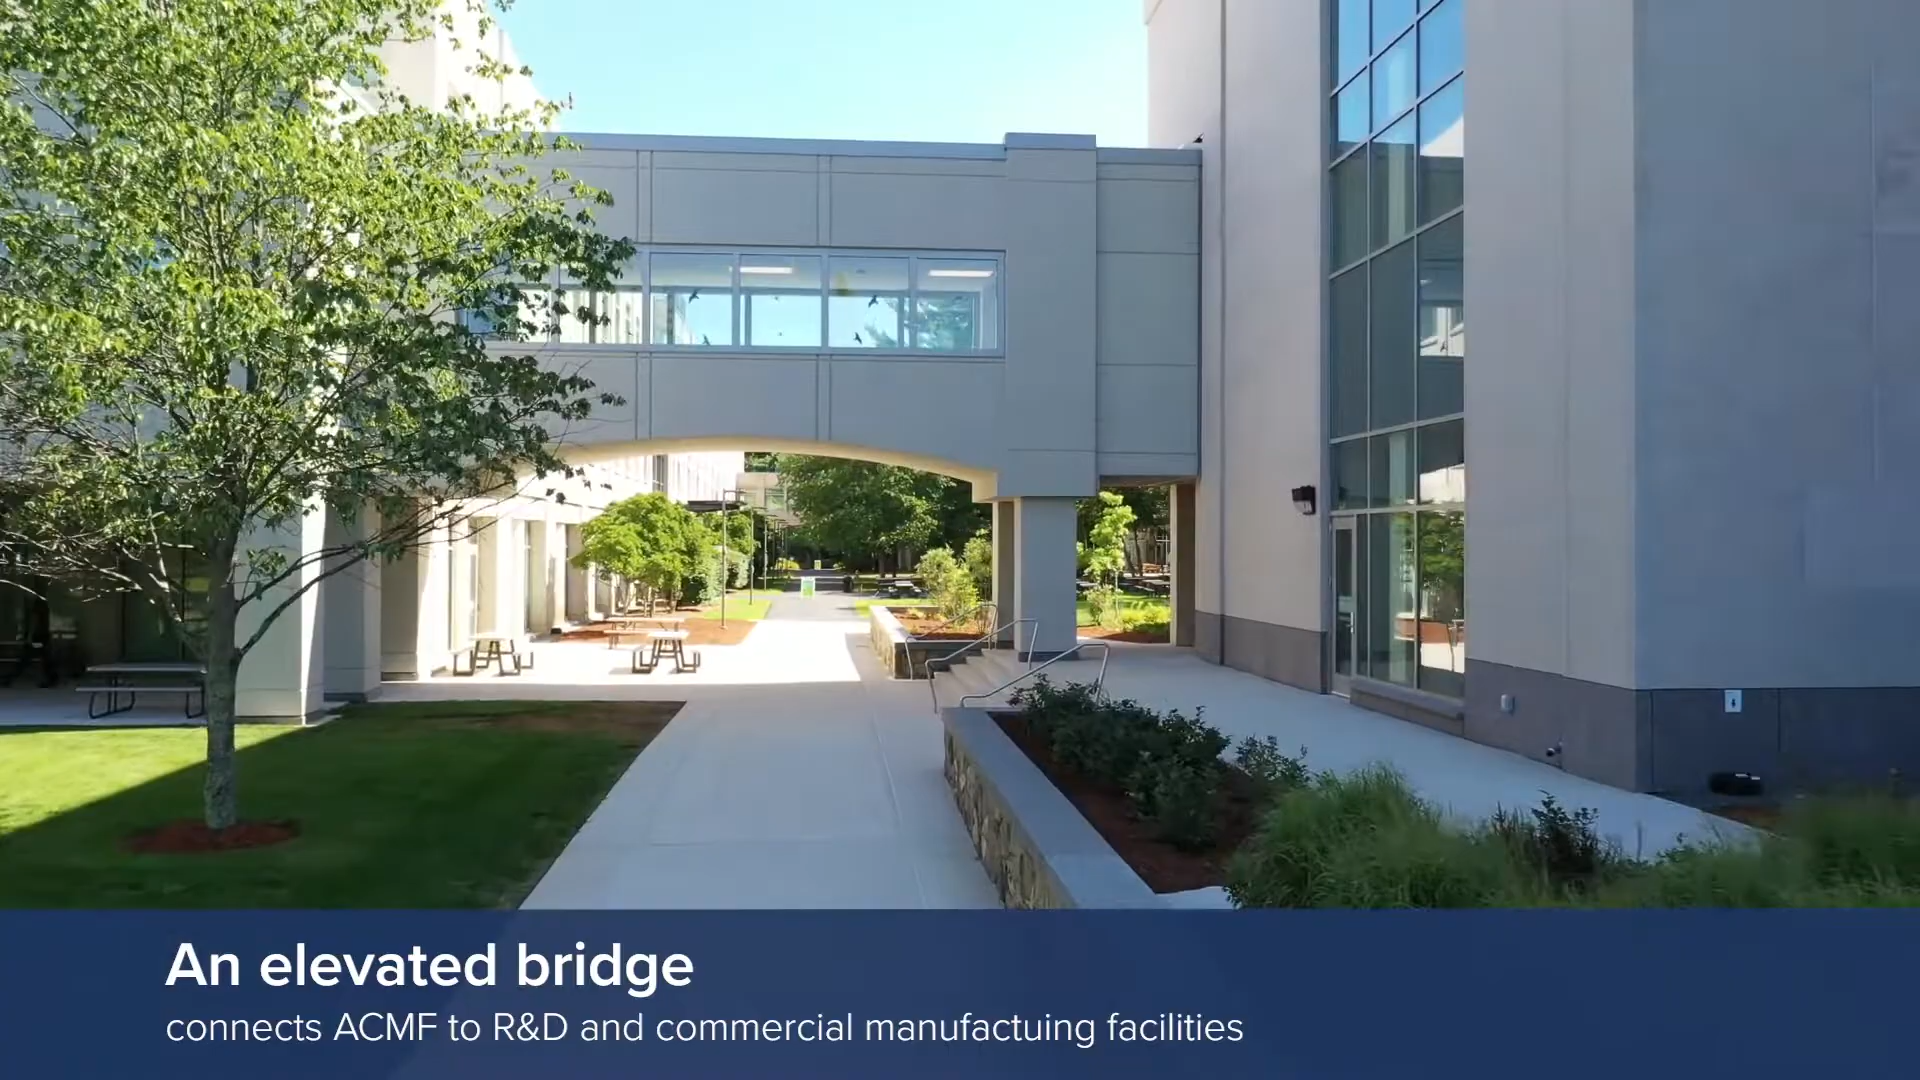 An elevated bridge
connects ACMF to R&D and commercial manufactuing facilities